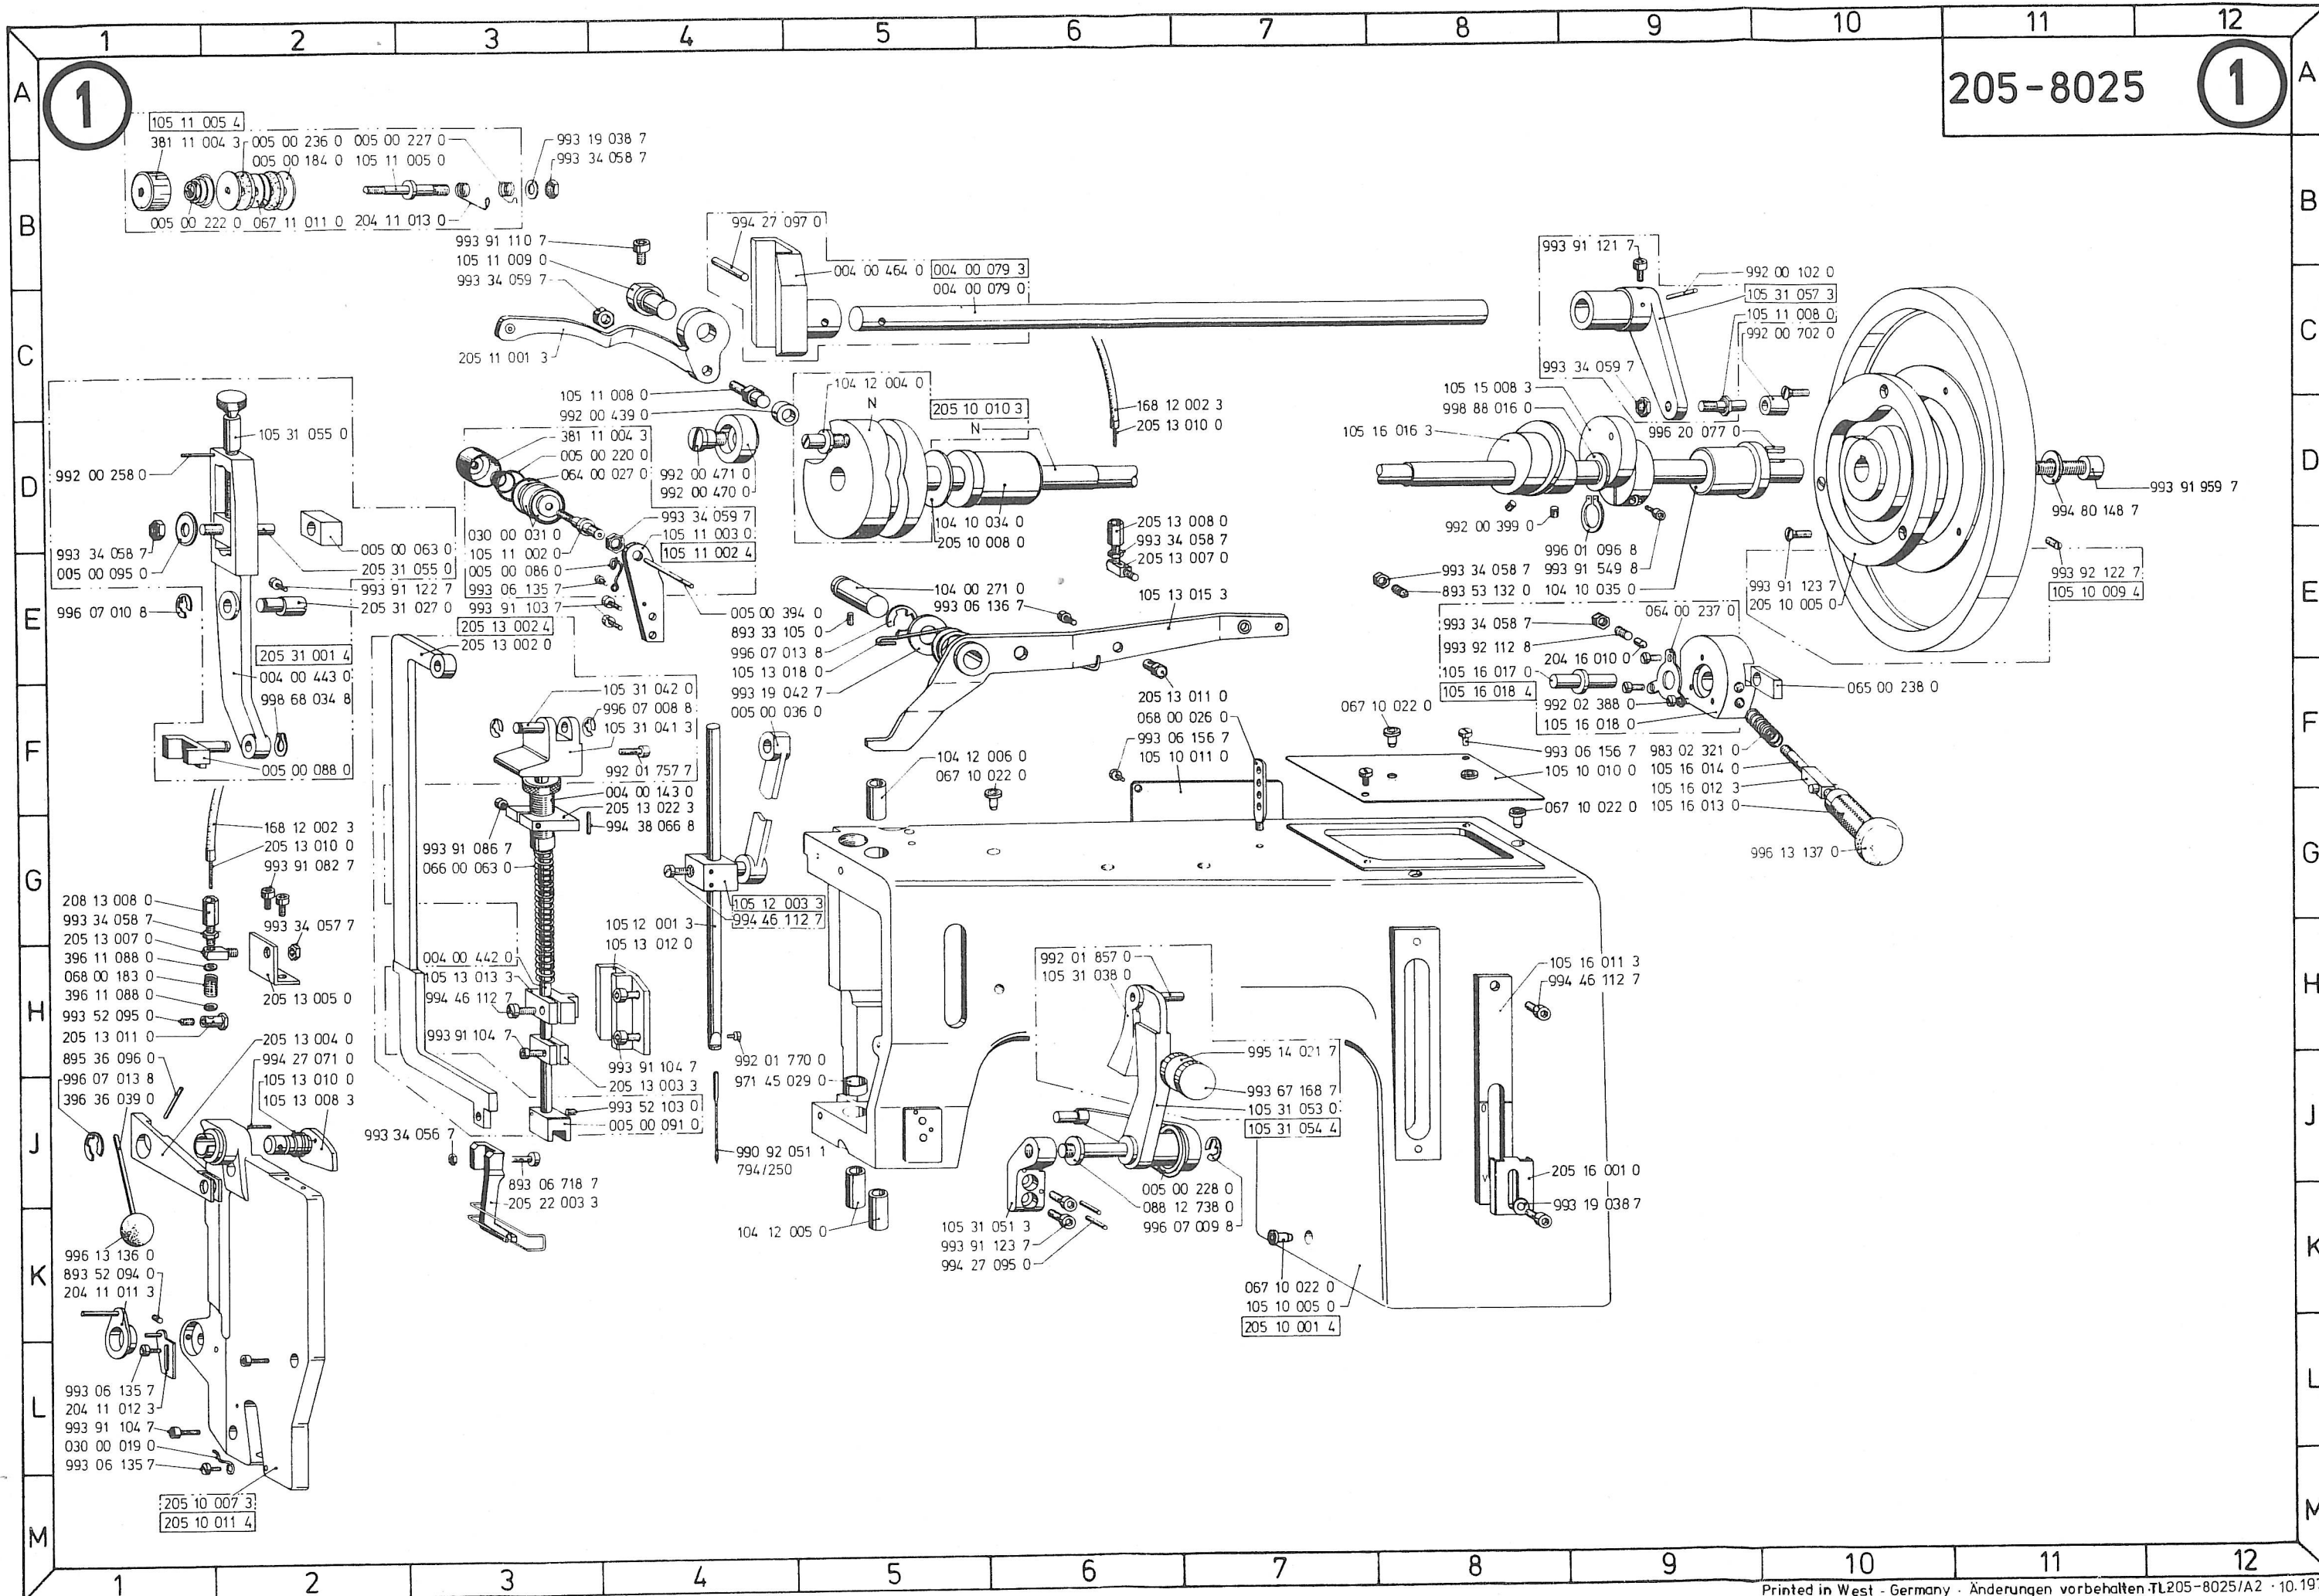 1 2 3 4 5 6 7 8 9 10 11 12
A
1
205-8025
1
A
105 11 005 4
381 11 004 3
005 00 236 0
005 00 227 0
005 00 184 0
105 11 005 0
993 19 038 7
993 34 058 7
005 00 222 0
067 11 011 0
204 11 013 0
B
B
993 91 110 7
105 11 009 0
993 34 059 7
205 11 001 3
994 27 097 0
004 00 464 0
004 00 079 3
004 00 079 0
993 91 121 7
992 00 102 0
105 31 057 3
105 11 008 0
992 00 702 0
993 34 059 7
C
C
105 31 055 0
992 00 258 0
993 34 058 7
005 00 095 0
005 00 063 0
205 31 055 0
993 91 122 7
205 31 027 0
996 07 010 8
205 31 001 4
004 00 443 0
998 68 034 8
005 00 088 0
105 11 008 0
992 00 439 0
381 11 004 3
005 00 220 0
064 00 027 0
992 00 471 0
992 00 470 0
030 00 031 0
105 11 002 0
005 00 086 0
993 06 135 7
993 34 059 7
105 11 003 0
105 11 002 4
993 91 103 7
205 13 002 4
205 13 002 0
104 12 004 0
N
205 10 010 3
N
104 10 034 0
205 10 008 0
168 12 002 3
205 13 010 0
205 13 008 0
993 34 058 7
205 13 007 0
105 15 008 3
998 88 016 0
105 16 016 3
996 20 077 0
992 00 399 0
996 01 096 8
993 91 549 8
104 10 035 0
993 34 058 7
893 53 132 0
993 91 959 7
994 80 148 7
993 91 123 7
205 10 005 0
993 92 122 7
105 10 009 4
D
D
E
E
005 00 394 0
893 33 105 0
996 07 013 8
105 13 018 0
993 19 042 7
005 00 036 0
104 00 271 0
993 06 136 7
105 13 015 3
205 13 011 0
068 00 026 0
993 06 156 7
105 10 011 0
993 34 058 7
993 92 112 8
064 00 237 0
204 16 010 0
105 16 017 0
105 16 018 4
992 02 388 0
105 16 018 0
065 00 238 0
067 10 022 0
993 06 156 7
105 10 010 0
067 10 022 0
983 02 321 0
105 16 014 0
105 16 012 3
105 16 013 0
996 13 137 0
F
F
105 31 042 0
996 07 008 8
105 31 041 3
992 01 757 7
004 00 143 0
205 13 022 3
994 38 066 8
993 91 086 7
066 00 063 0
104 12 006 0
067 10 022 0
G
G
168 12 002 3
205 13 010 0
993 91 082 7
208 13 008 0
993 34 058 7
205 13 007 0
396 11 088 0
068 00 183 0
396 11 088 0
993 52 095 0
205 13 011 0
993 34 057 7
205 13 005 0
105 12 003 3
994 46 112 7
105 12 001 3
105 13 012 0
004 00 442 0
105 13 013 3
994 46 112 7
993 91 104 7
993 91 104 7
205 13 003 3
993 52 103 0
005 00 091 0
992 01 770 0
971 45 029 0
H
H
992 01 857 0
105 31 038 0
995 14 021 7
993 67 168 7
105 31 053 0
105 31 054 4
105 16 011 3
994 46 112 7
0
V
205 16 001 0
993 19 038 7
895 36 096 0
996 07 013 8
396 36 039 0
205 13 004 0
994 27 071 0
105 13 010 0
105 13 008 3
J
J
993 34 056 7
893 06 718 7
205 22 003 3
990 92 051 1
794/250
104 12 005 0
005 00 228 0
088 12 738 0
996 07 009 8
105 31 051 3
993 91 123 7
994 27 095 0
067 10 022 0
105 10 005 0
205 10 001 4
996 13 136 0
893 52 094 0
204 11 011 3
K
K
993 06 135 7
204 11 012 3
993 91 104 7
030 00 019 0
993 06 135 7
L
L
205 10 007 3
205 10 011 4
M
M
1 2 3 4 5 6 7 8 9 10 11 12
Printed in West - Germany · Änderungen vorbehalten · TL205-8025/A2 · 10.19